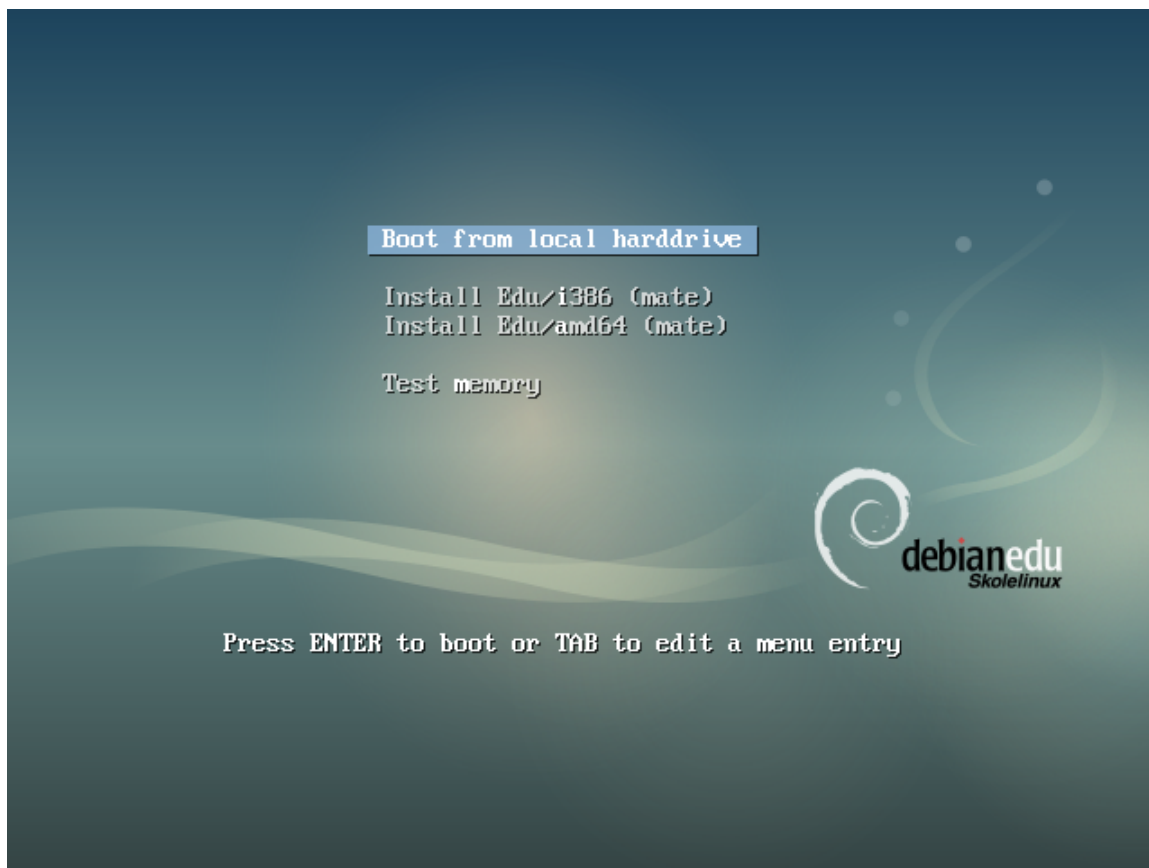 Boot from local harddrive
Install Edu/i386 (mate)
Install Edu/amd64 (mate)
Test memory
debianedu
Skolelinux
Press ENTER to boot or TAB to edit a menu entry